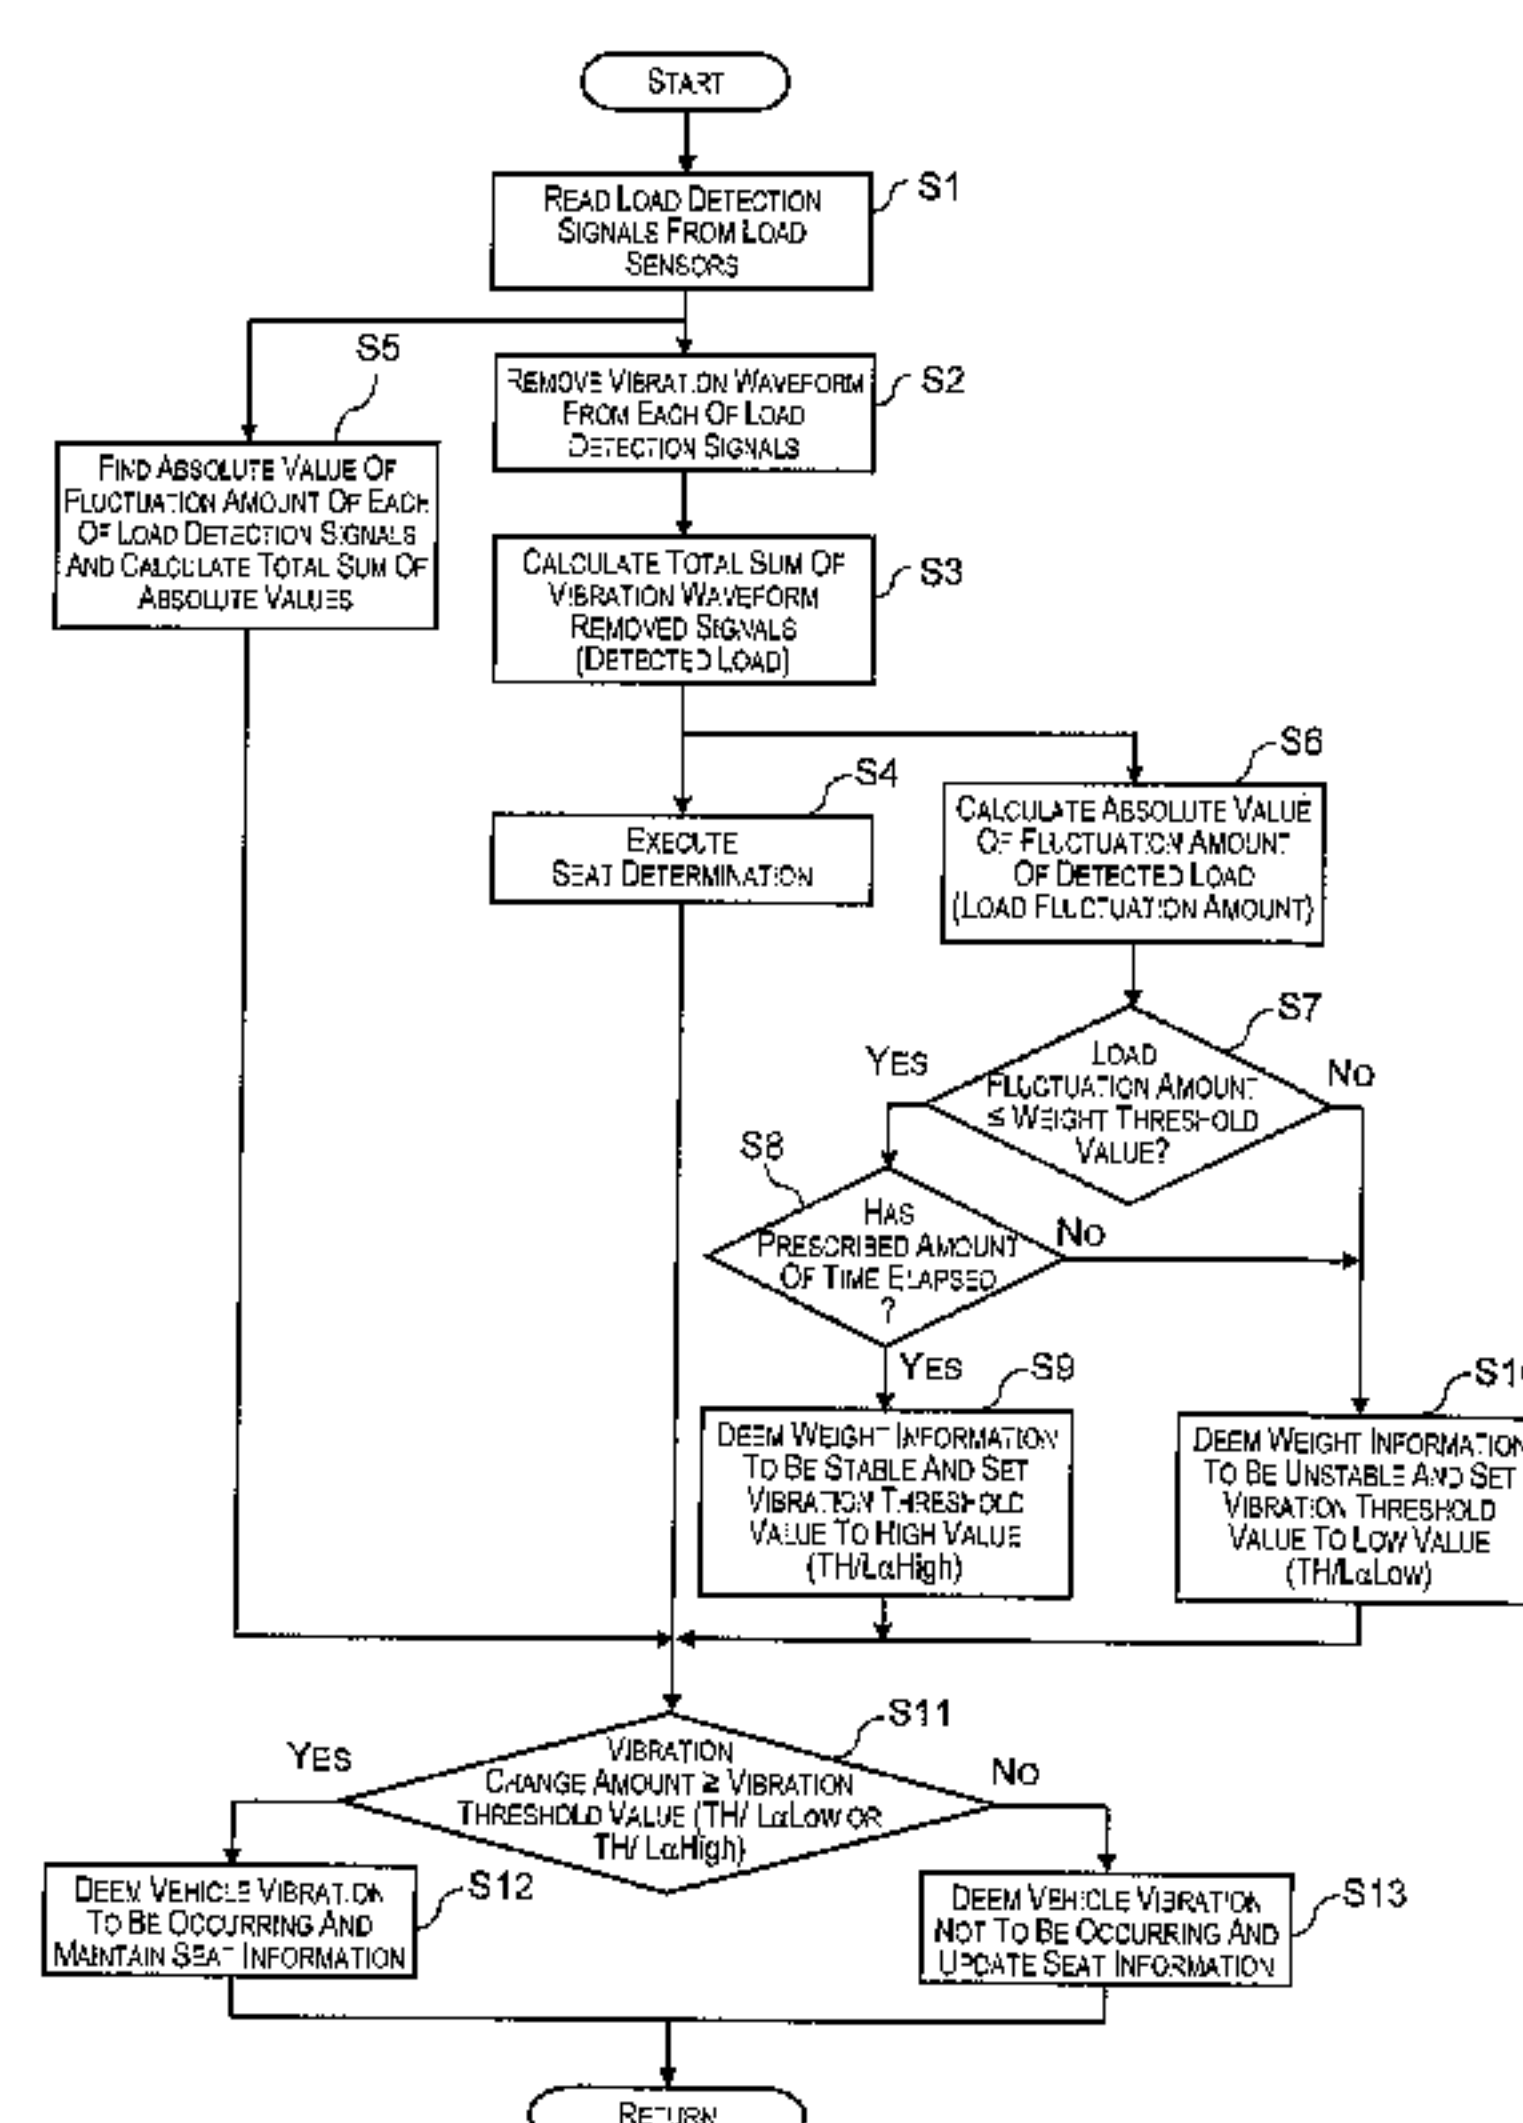 START
S1
READ LOAD DETECTION
SIGNALS FROM LOAD
SENSORS
S5
S2
REMOVE VIBRATION WAVEFORM
FROM EACH OF LOAD
DETECTION SIGNALS
FIND ABSOLUTE VALUE OF
FLUCTUATION AMOUNT OF EACH
OF LOAD DETECTION SIGNALS
AND CALCULATE TOTAL SUM OF
ABSOLUTE VALUES
S3
CALCULATE TOTAL SUM OF
VIBRATION WAVEFORM
REMOVED SIGNALS
(DETECTED LOAD)
S4
EXECUTE
SEAT DETERMINATION
S6
CALCULATE ABSOLUTE VALUE
OF FLUCTUATION AMOUNT
OF DETECTED LOAD
(LOAD FLUCTUATION AMOUNT)
S7
YES
NO
LOAD
FLUCTUATION AMOUNT
≤ WEIGHT THRESHOLD
VALUE?
S8
HAS
PRESCRIBED AMOUNT
OF TIME ELAPSED
?
NO
YES
S9
DEEM WEIGHT INFORMATION
TO BE STABLE AND SET
VIBRATION THRESHOLD
VALUE TO HIGH VALUE
(TH/LαHigh)
DEEM WEIGHT INFORMATION
TO BE UNSTABLE AND SET
VIBRATION THRESHOLD
VALUE TO LOW VALUE
(TH/LαLow)
S11
YES
NO
VIBRATION
CHANGE AMOUNT ≥ VIBRATION
THRESHOLD VALUE (TH/ LαLow OR
TH/ LαHigh)
S12
DEEM VEHICLE VIBRATION
TO BE OCCURRING AND
MAINTAIN SEAT INFORMATION
S13
DEEM VEHICLE VIBRATION
NOT TO BE OCCURRING AND
UPDATE SEAT INFORMATION
RETURN